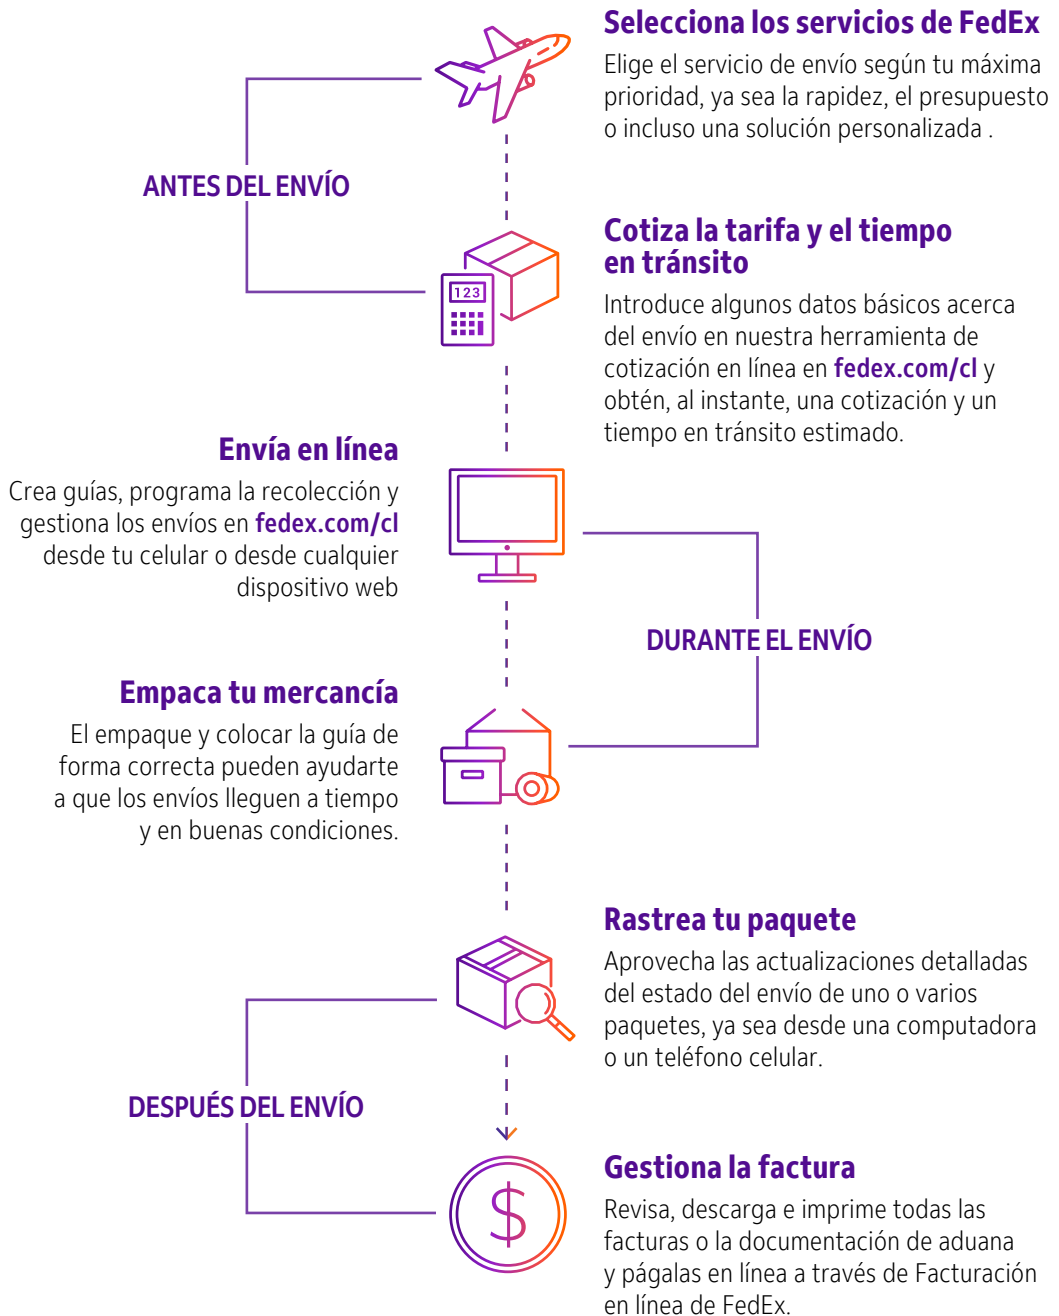 Selecciona los servicios de FedEx
Elige el servicio de envío según tu máxima
prioridad, ya sea la rapidez, el presupuesto
o incluso una solución personalizada .
ANTES DEL ENVÍO
Cotiza la tarifa y el tiempo
en tránsito
Introduce algunos datos básicos acerca
del envío en nuestra herramienta de
cotización en línea en fedex.com/cl y
obtén, al instante, una cotización y un
tiempo en tránsito estimado.
123
Envía en línea
Crea guías, programa la recolección y
gestiona los envíos en fedex.com/cl
desde tu celular o desde cualquier
dispositivo web
DURANTE EL ENVÍO
Empaca tu mercancía
El empaque y colocar la guía de
forma correcta pueden ayudarte
a que los envíos lleguen a tiempo
y en buenas condiciones.
Rastrea tu paquete
Aprovecha las actualizaciones detalladas
del estado del envío de uno o varios
paquetes, ya sea desde una computadora
o un teléfono celular.
DESPUÉS DEL ENVÍO
Gestiona la factura
Revisa, descarga e imprime todas las
facturas o la documentación de aduana
y págalas en línea a través de Facturación
en línea de FedEx.
$